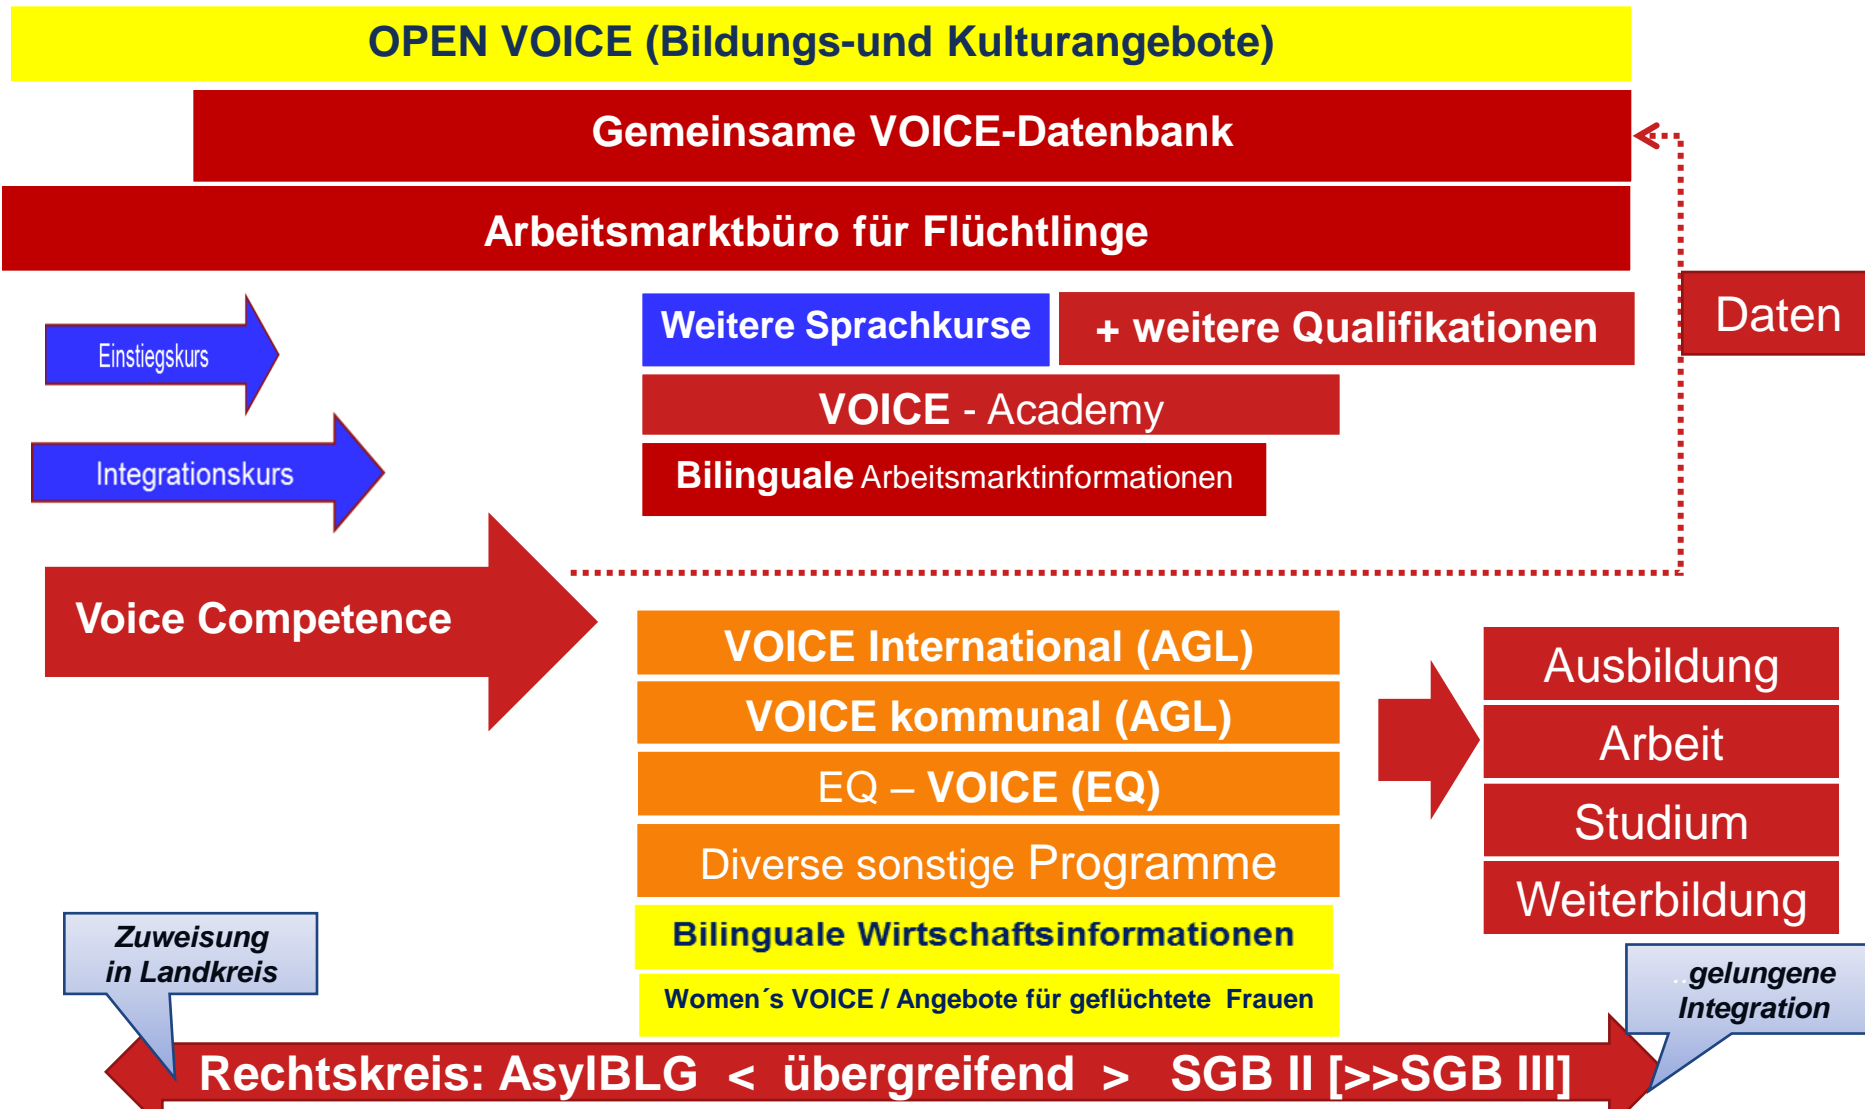 OPEN VOICE (Bildungs-und Kulturangebote)
Gemeinsame VOICE-Datenbank
Arbeitsmarktbüro für Flüchtlinge
Einstiegskurs
Weitere Sprachkurse
+ weitere Qualifikationen
Daten
VOICE - Academy
Integrationskurs
Bilinguale Arbeitsmarktinformationen
Voice Competence
VOICE International (AGL)
VOICE kommunal (AGL)
EQ – VOICE (EQ)
Diverse sonstige Programme
Bilinguale Wirtschaftsinformationen
Women´s VOICE / Angebote für geflüchtete Frauen
Ausbildung
Arbeit
Studium
Weiterbildung
Zuweisung
in Landkreis
..gelungene
Integration
Rechtskreis: AsylBLG < übergreifend > SGB II [>>SGB III]